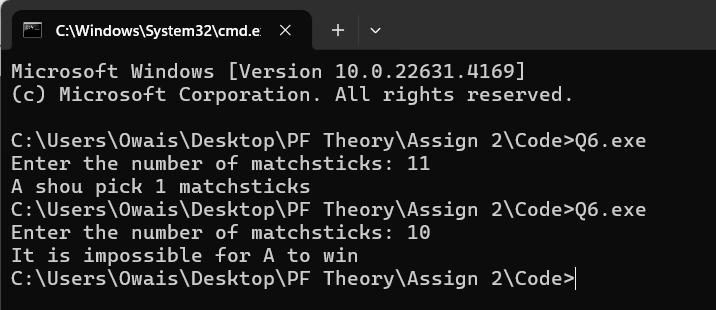 C:\Windows\System32\cmd.e
Microsoft Windows [Version 10.0.22631.4169]
(c) Microsoft Corporation. All rights reserved.
C:\Users\Owais\Desktop\PF Theory\Assign 2\Code>Q6.exe
Enter the number of matchsticks: 11
A shou pick 1 matchsticks
C:\Users\Owais\Desktop\PF Theory\Assign 2\Code>Q6.exe
Enter the number of matchsticks: 10
It is impossible for A to win
C:\Users\Owais\Desktop\PF Theory\Assign 2\Code>